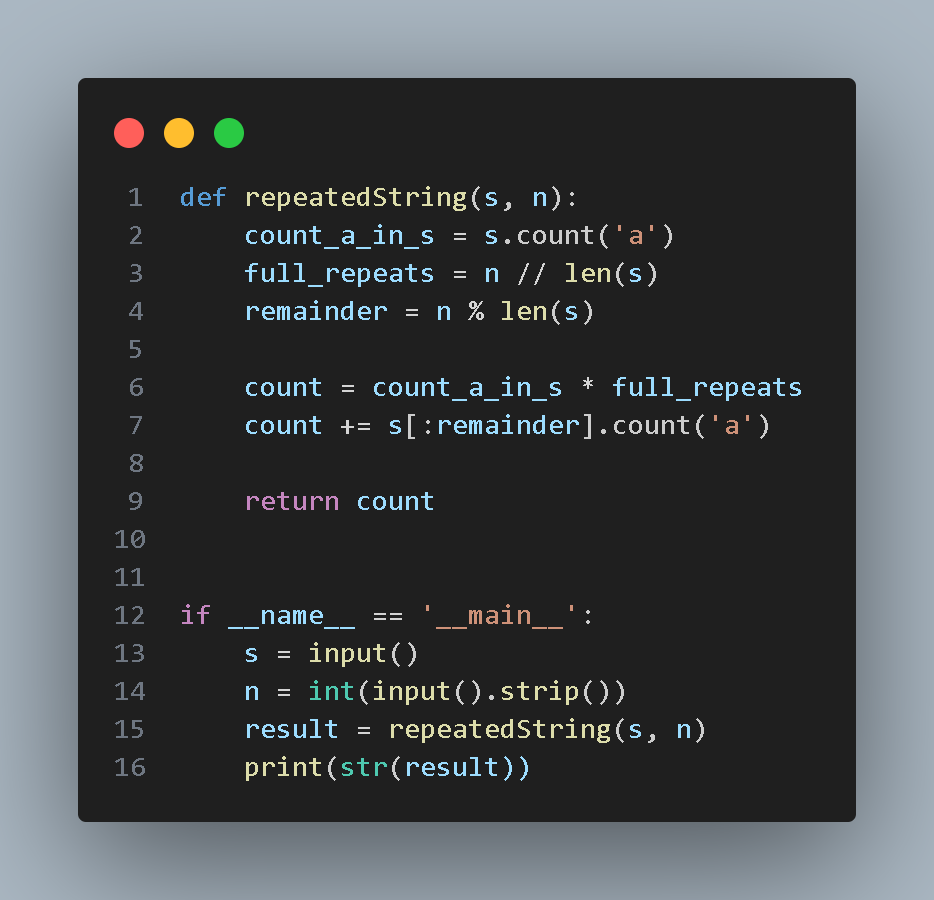 1 def repeatedString(s, n):
2     count_a_in_s = s.count('a')
3     full_repeats = n // len(s)
4     remainder = n % len(s)
5
6     count = count_a_in_s * full_repeats
7     count += s[:remainder].count('a')
8
9     return count
10
11
12 if __name__ == '__main__':
13     s = input()
14     n = int(input().strip())
15     result = repeatedString(s, n)
16     print(str(result))